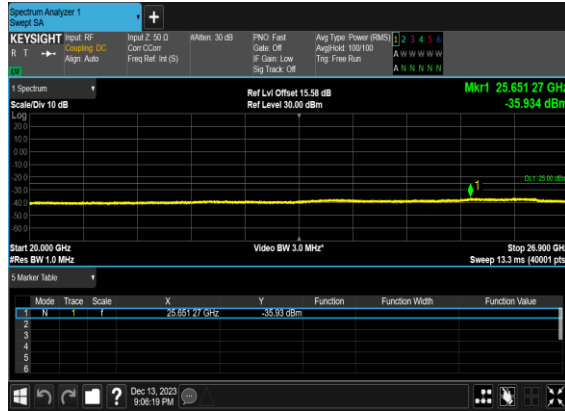 Spectrum Analyzer 1
Swept SA
+
KEYSIGHT Input: RF Input Z: 50 Ω #Atten: 30 dB PNO: Fast Avg Type: Power (RMS) 1 2 3 4 5 6
R T Coupling: DC Corr CCorr Gate: Off Avg|Hold: 100/100 A W W W W W
Align: Auto Freq Ref: Int (S) IF Gain: Low Trig: Free Run
Sig Track: Off A N N N N N
1 Spectrum Ref Lvl Offset 15.58 dB Mkr1 25.651 27 GHz
Scale/Div 10 dB Ref Level 30.00 dBm -35.934 dBm
Log
20.0
10.0
0.00
-10.0
-20.0
DL1 -25.00 dBm
1
-30.0
-40.0
-50.0
-60.0
Start 20.000 GHz Video BW 3.0 MHz* Stop 26.900 GHz
#Res BW 1.0 MHz Sweep 13.3 ms (40001 pts)
5 Marker Table
Mode Trace Scale X Y Function Function Width Function Value
1 N 1 f 25.651 27 GHz -35.93 dBm
2
3
4
5
6
? Dec 13, 2023
9:06:19 PM